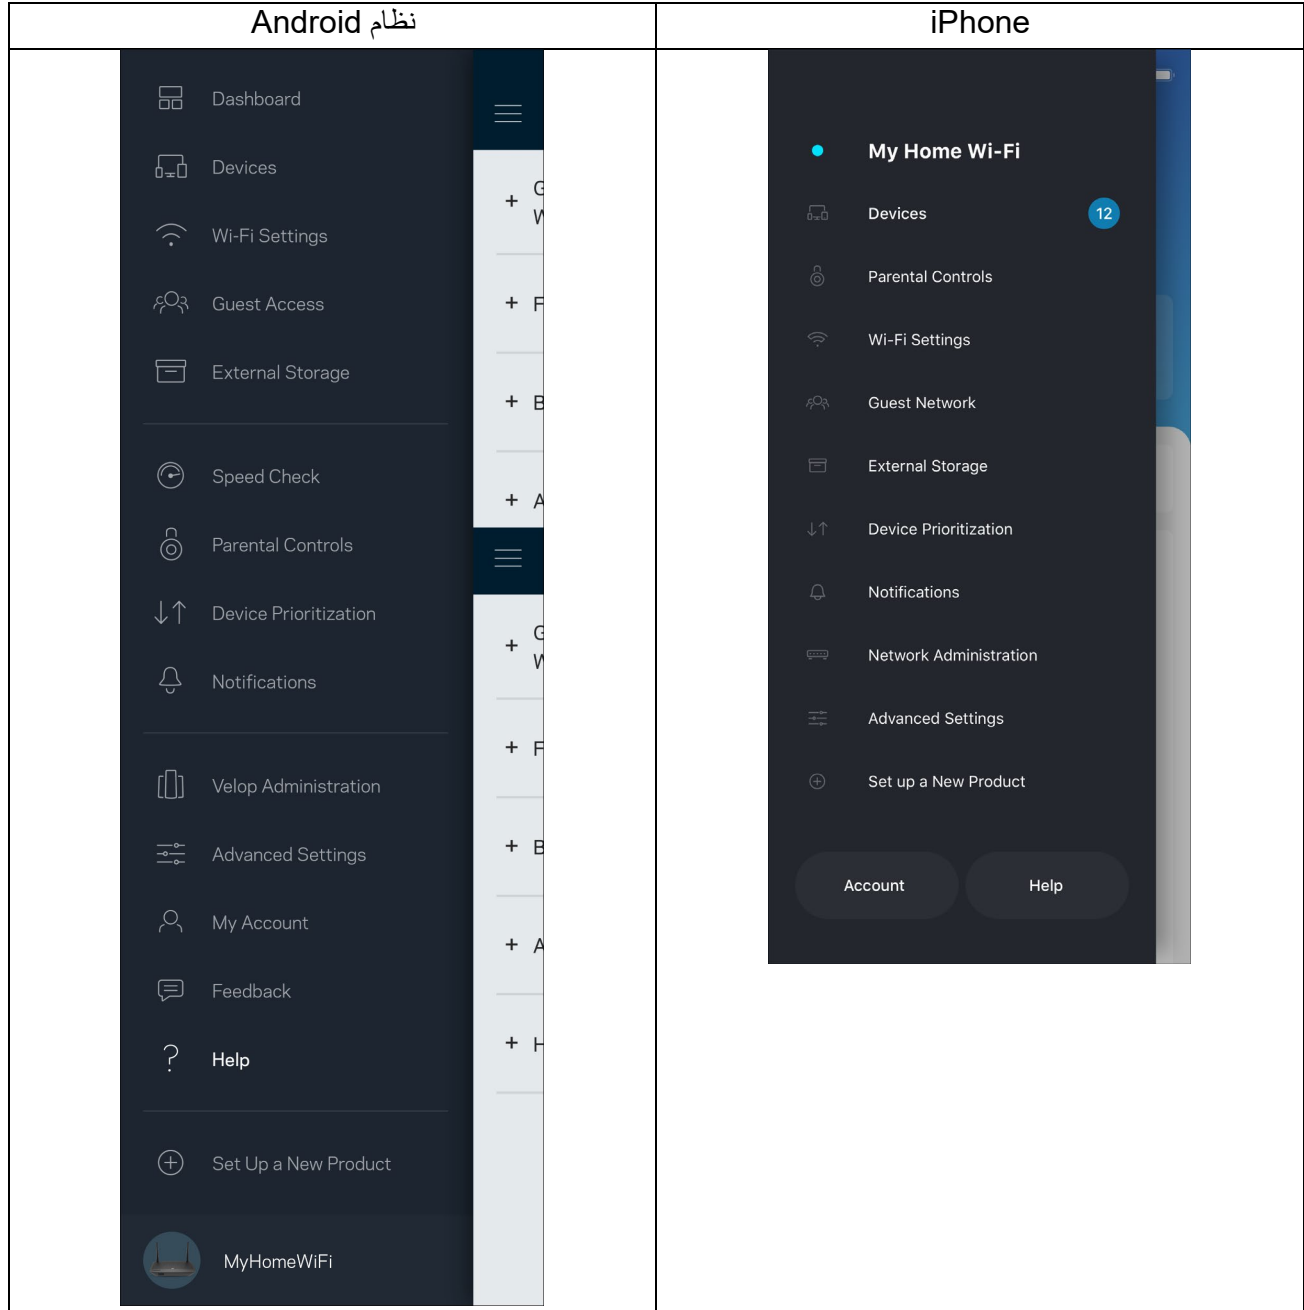 نظام Android
iPhone
Dashboard
Devices
Wi-Fi Settings
Guest Access
External Storage
Speed Check
Parental Controls
Device Prioritization
Notifications
Velop Administration
Advanced Settings
My Account
Feedback
Help
Set Up a New Product
MyHomeWiFi
+ G
W
+ F
+ B
+ A
+ G
W
+ F
+ B
+ A
+ H
My Home Wi-Fi
Devices 12
Parental Controls
Wi-Fi Settings
Guest Network
External Storage
Device Prioritization
Notifications
Network Administration
Advanced Settings
Set up a New Product
Account Help